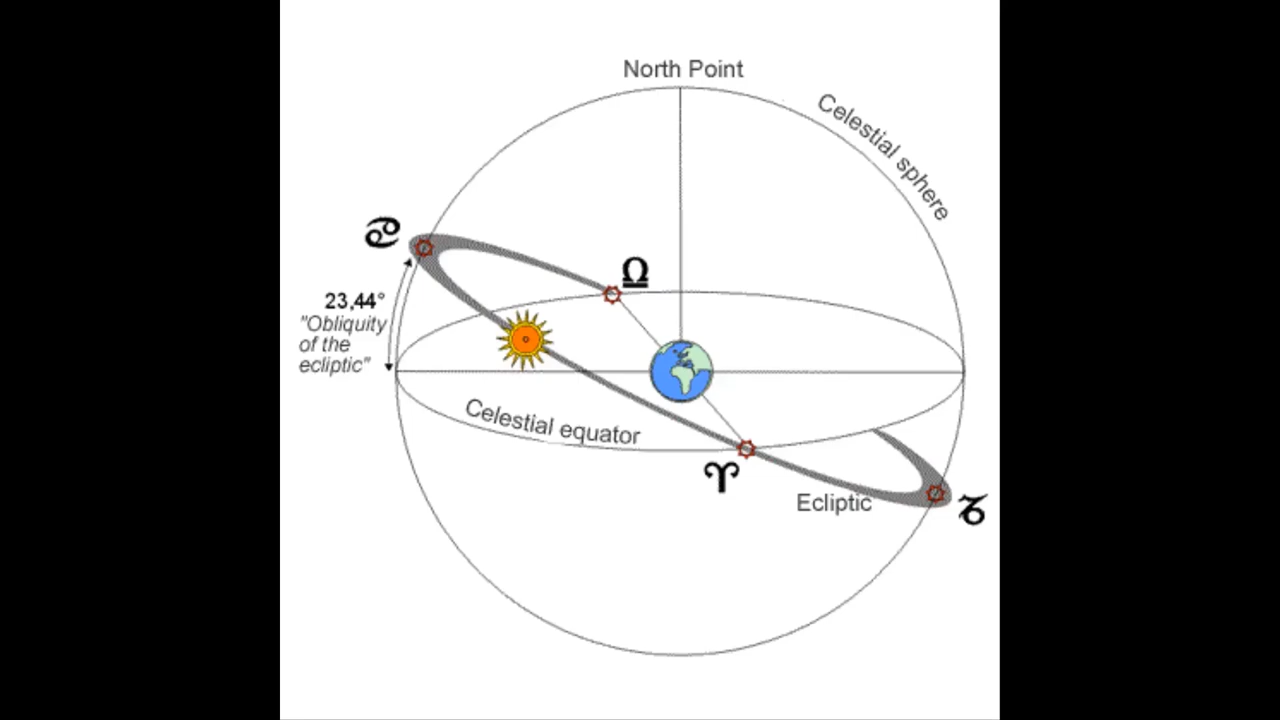 North Point
Celestial sphere
♋
♎
23,44°
"Obliquity
of the
ecliptic"
Celestial equator
♈
Ecliptic
♑